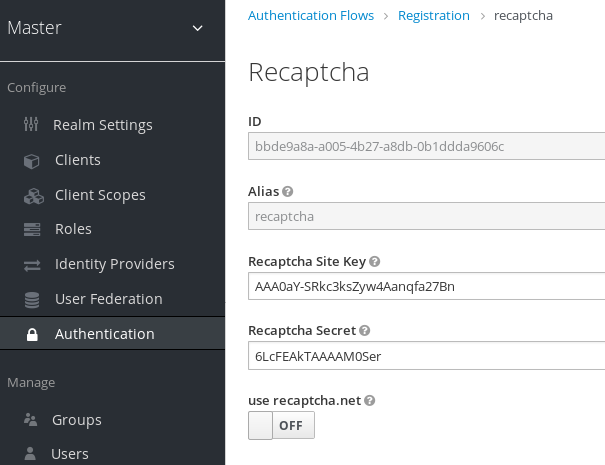 Master
Configure
Realm Settings
Clients
Client Scopes
Roles
Identity Providers
User Federation
Authentication
Manage
Groups
Users
Authentication Flows > Registration > recaptcha
Recaptcha
ID
bbde9a8a-a005-4b27-a8db-0b1ddda9606c
Alias ?
recaptcha
Recaptcha Site Key ?
AAA0aY-SRkc3ksZyw4Aanqfa27Bn
Recaptcha Secret ?
6LcFEAkTAAAAM0Ser
use recaptcha.net ?
OFF